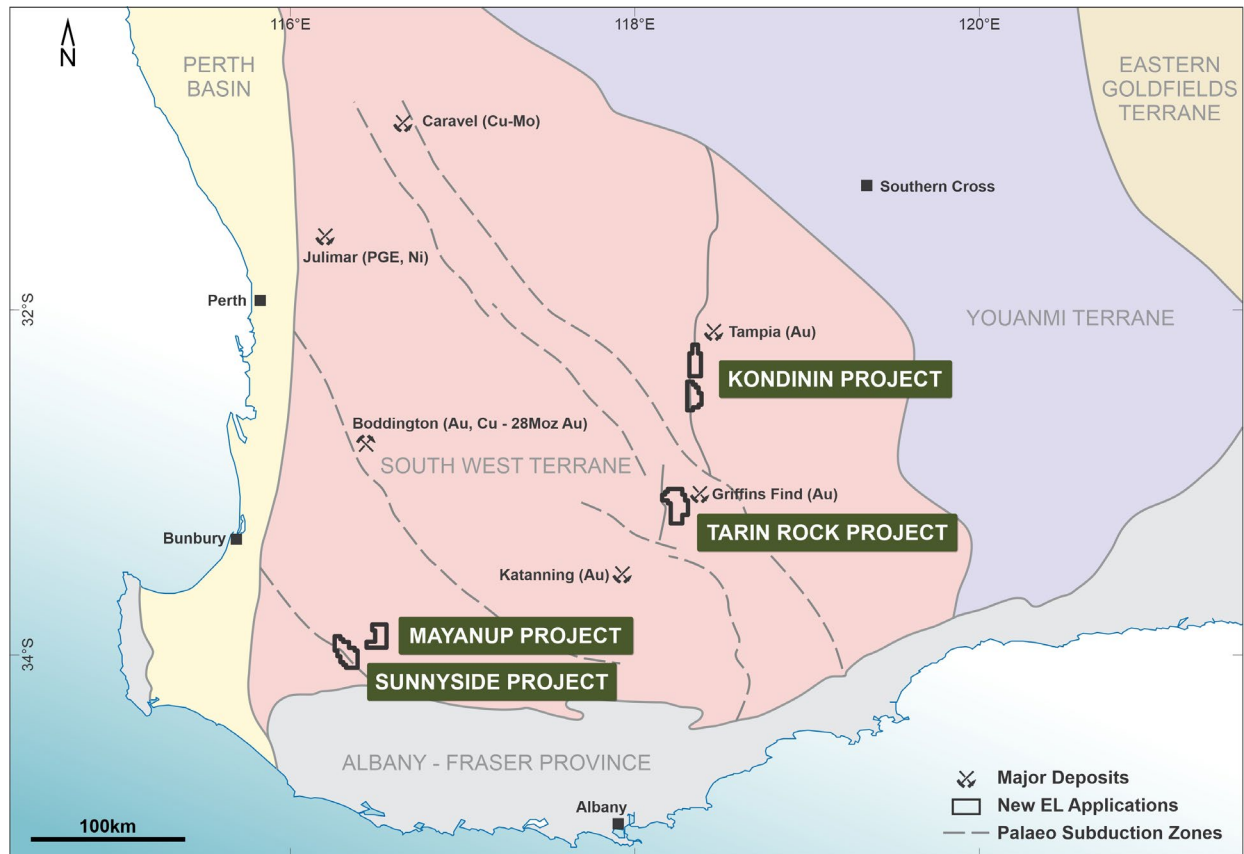 116°E
118°E
120°E
N
PERTH
BASIN
EASTERN
GOLDFIELDS
TERRANE
Caravel (Cu-Mo)
Southern Cross
Julimar (PGE, Ni)
Perth
32°S
YOUANMI TERRANE
Tampia (Au)
KONDININ PROJECT
Boddington (Au, Cu - 28Moz Au)
SOUTH WEST TERRANE
Griffins Find (Au)
TARIN ROCK PROJECT
Bunbury
Katanning (Au)
MAYANUP PROJECT
34°S
SUNNYSIDE PROJECT
ALBANY - FRASER PROVINCE
Albany
Major Deposits
New EL Applications
Palaeo Subduction Zones
100km